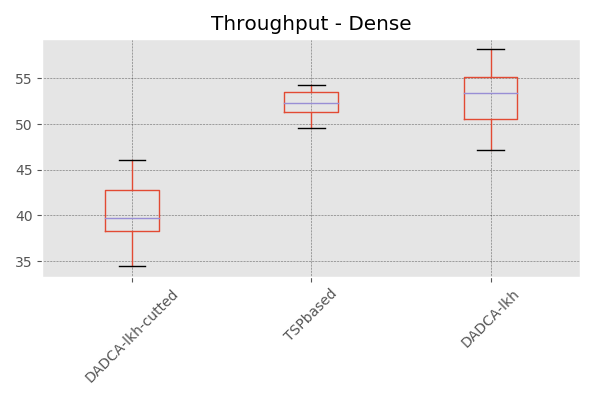 Throughput - Dense
55
50
45
40
35
DADCA-lkh-cutted
TSPbased
DADCA-lkh